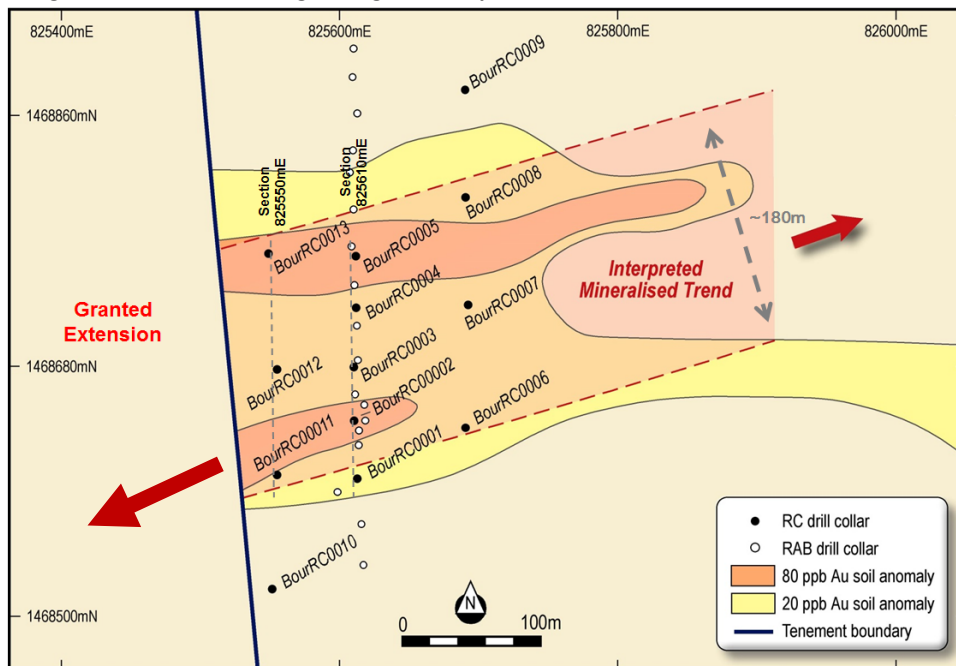 825400mE
825600mE
825800mE
826000mE
BourRC0009
1468860mN
Section
825550mE
Section
825610mE
BourRC0008
BourRC0013
BourRC0005
~180m
BourRC0004
BourRC0007
Interpreted
Mineralised Trend
Granted
Extension
1468680mN
BourRC0012
BourRC0003
BourRC00002
BourRC0006
BourRC00011
BourRC0001
BourRC0010
1468500mN
N
0
100m
RC drill collar
RAB drill collar
80 ppb Au soil anomaly
20 ppb Au soil anomaly
Tenement boundary